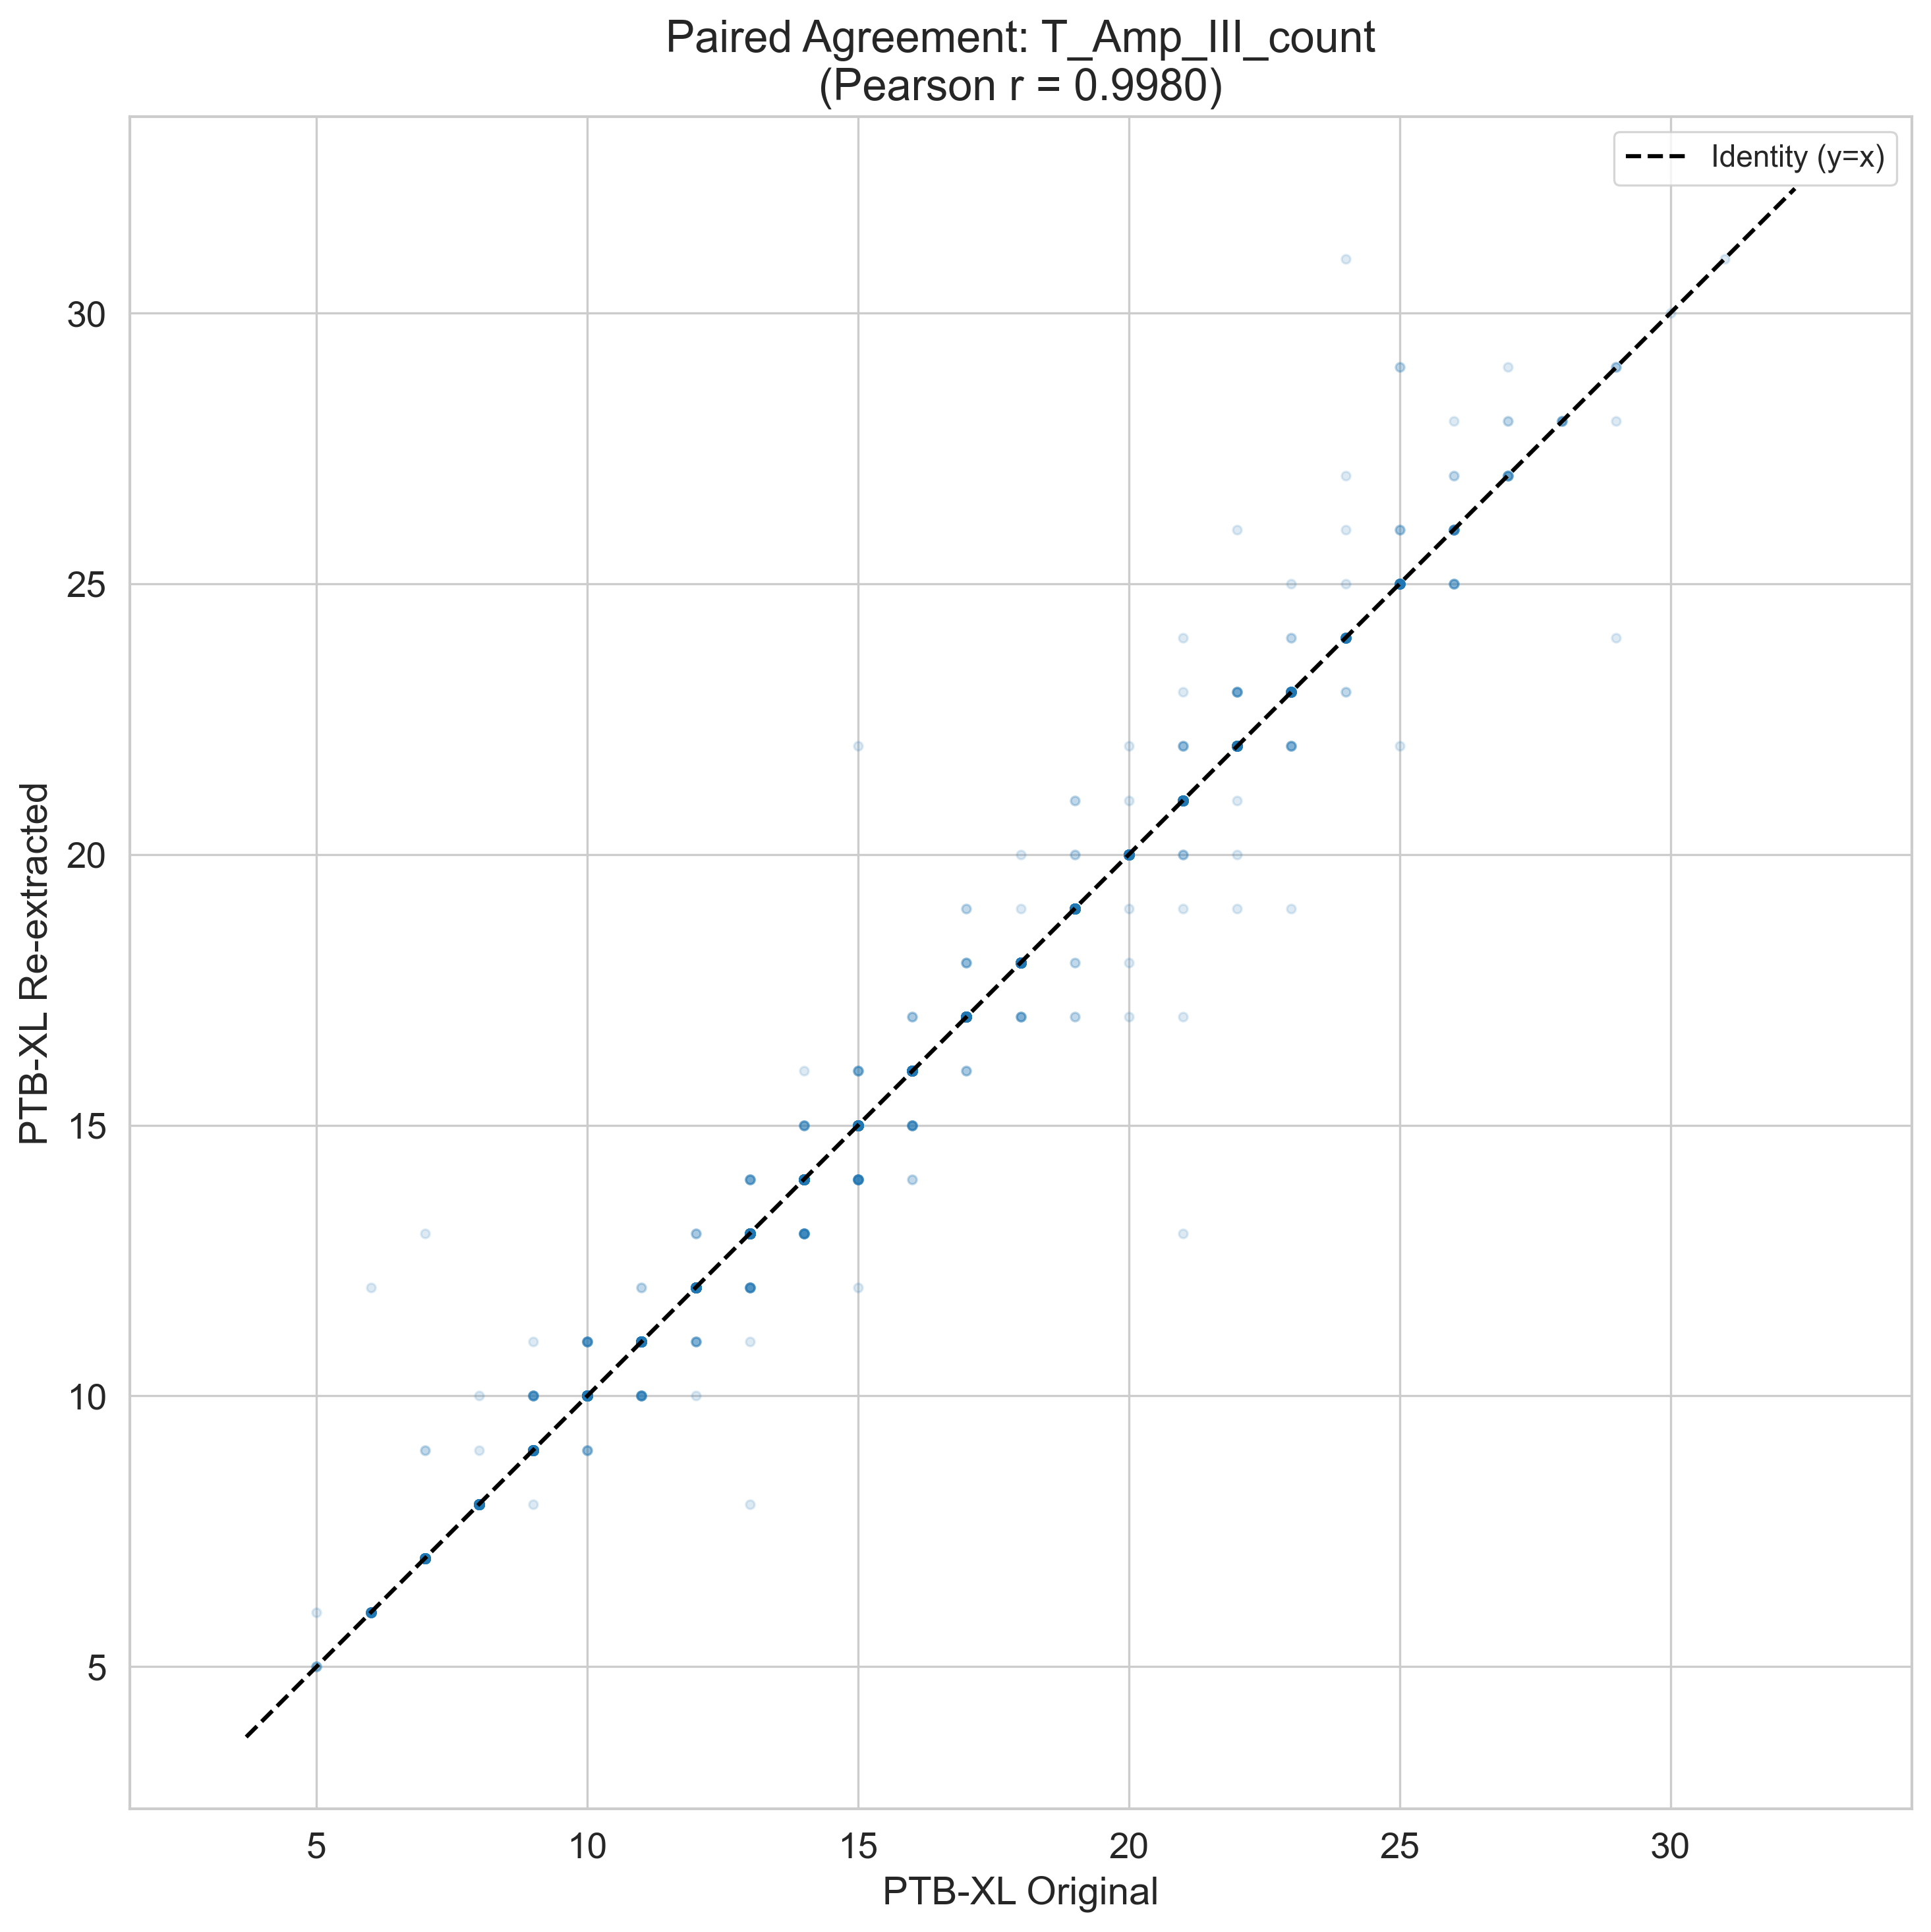 Paired Agreement: T_Amp_III_count
(Pearson r = 0.9980)
Identity (y=x)
30
25
20
15
10
5
PTB-XL Re-extracted
5 10 15 20 25 30
PTB-XL Original